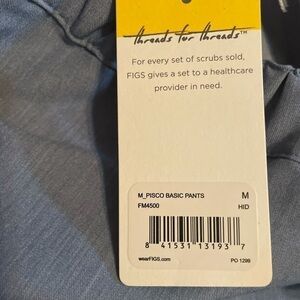 threads for threads™
For every set of scrubs sold,
FIGS gives a set to a healthcare
provider in need.
M_PISCO BASIC PANTS M
FM4500 HID
8 41531 13193 7
wearFIGS.com PO 1298